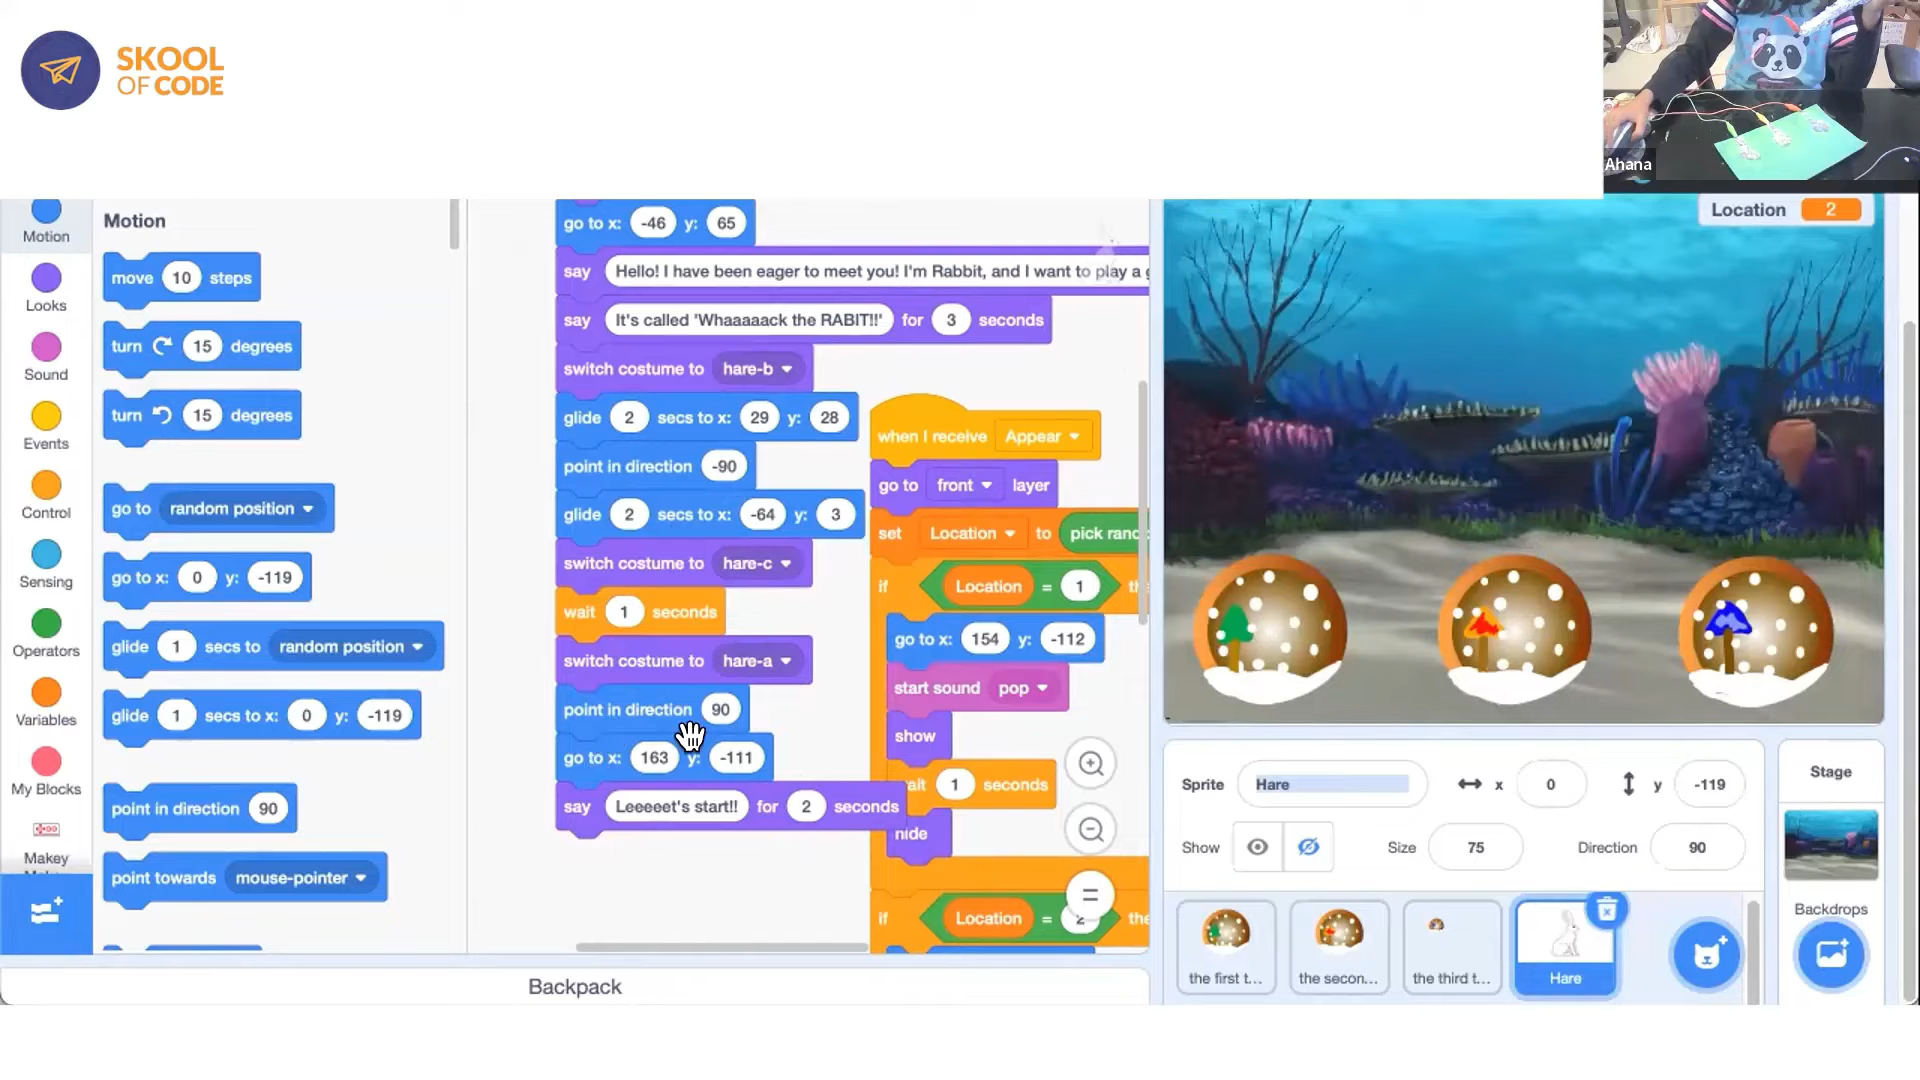 SKOOL
OF CODE
Ahana
Motion
Looks
Sound
Events
Control
Sensing
Operators
Variables
My Blocks
Makey
Motion
move 10 steps
turn 15 degrees
turn 15 degrees
go to random position
go to x: 0 y: -119
glide 1 secs to random position
glide 1 secs to x: 0 y: -119
point in direction 90
point towards mouse-pointer
go to x: -46 y: 65
say Hello! I have been eager to meet you! I'm Rabbit, and I want to play a
say It's called 'Whaaaaack the RABIT!!' for 3 seconds
switch costume to hare-b
glide 2 secs to x: 29 y: 28
point in direction -90
glide 2 secs to x: -64 y: 3
switch costume to hare-c
wait 1 seconds
switch costume to hare-a
point in direction 90
go to x: 163 y: -111
say Leeeeet's start!! for 2 seconds
when I receive Appear
go to front layer
set Location to pick ranc
if Location = 1 th
go to x: 154 y: -112
start sound pop
show
wait 1 seconds
hide
if Location = 2 the
Backpack
Location 2
Sprite Hare x 0 y -119
Show Size 75 Direction 90
the first t...
the secon...
the third t...
Hare
Stage
Backdrops